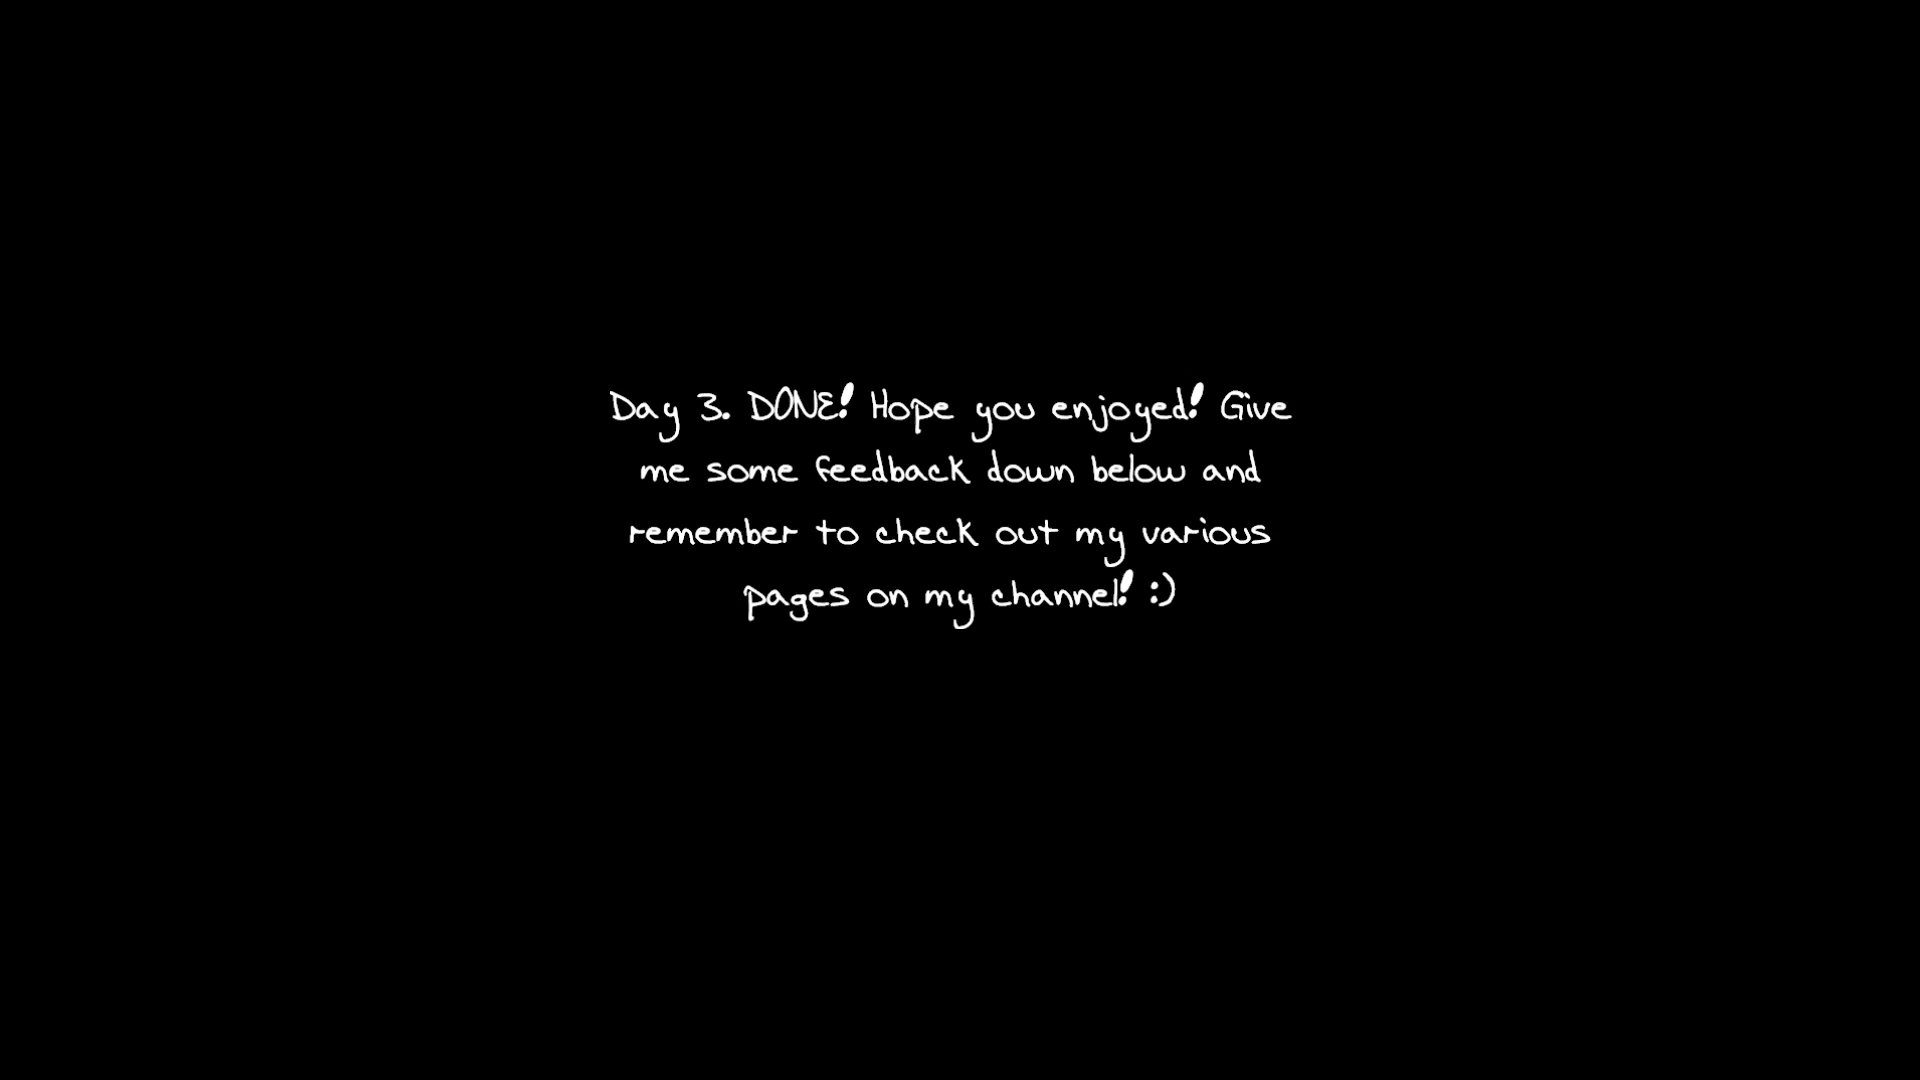 Day 3. DONE! Hope you enjoyed! Give
me some feedback down below and
remember to check out my various
pages on my channel! :)